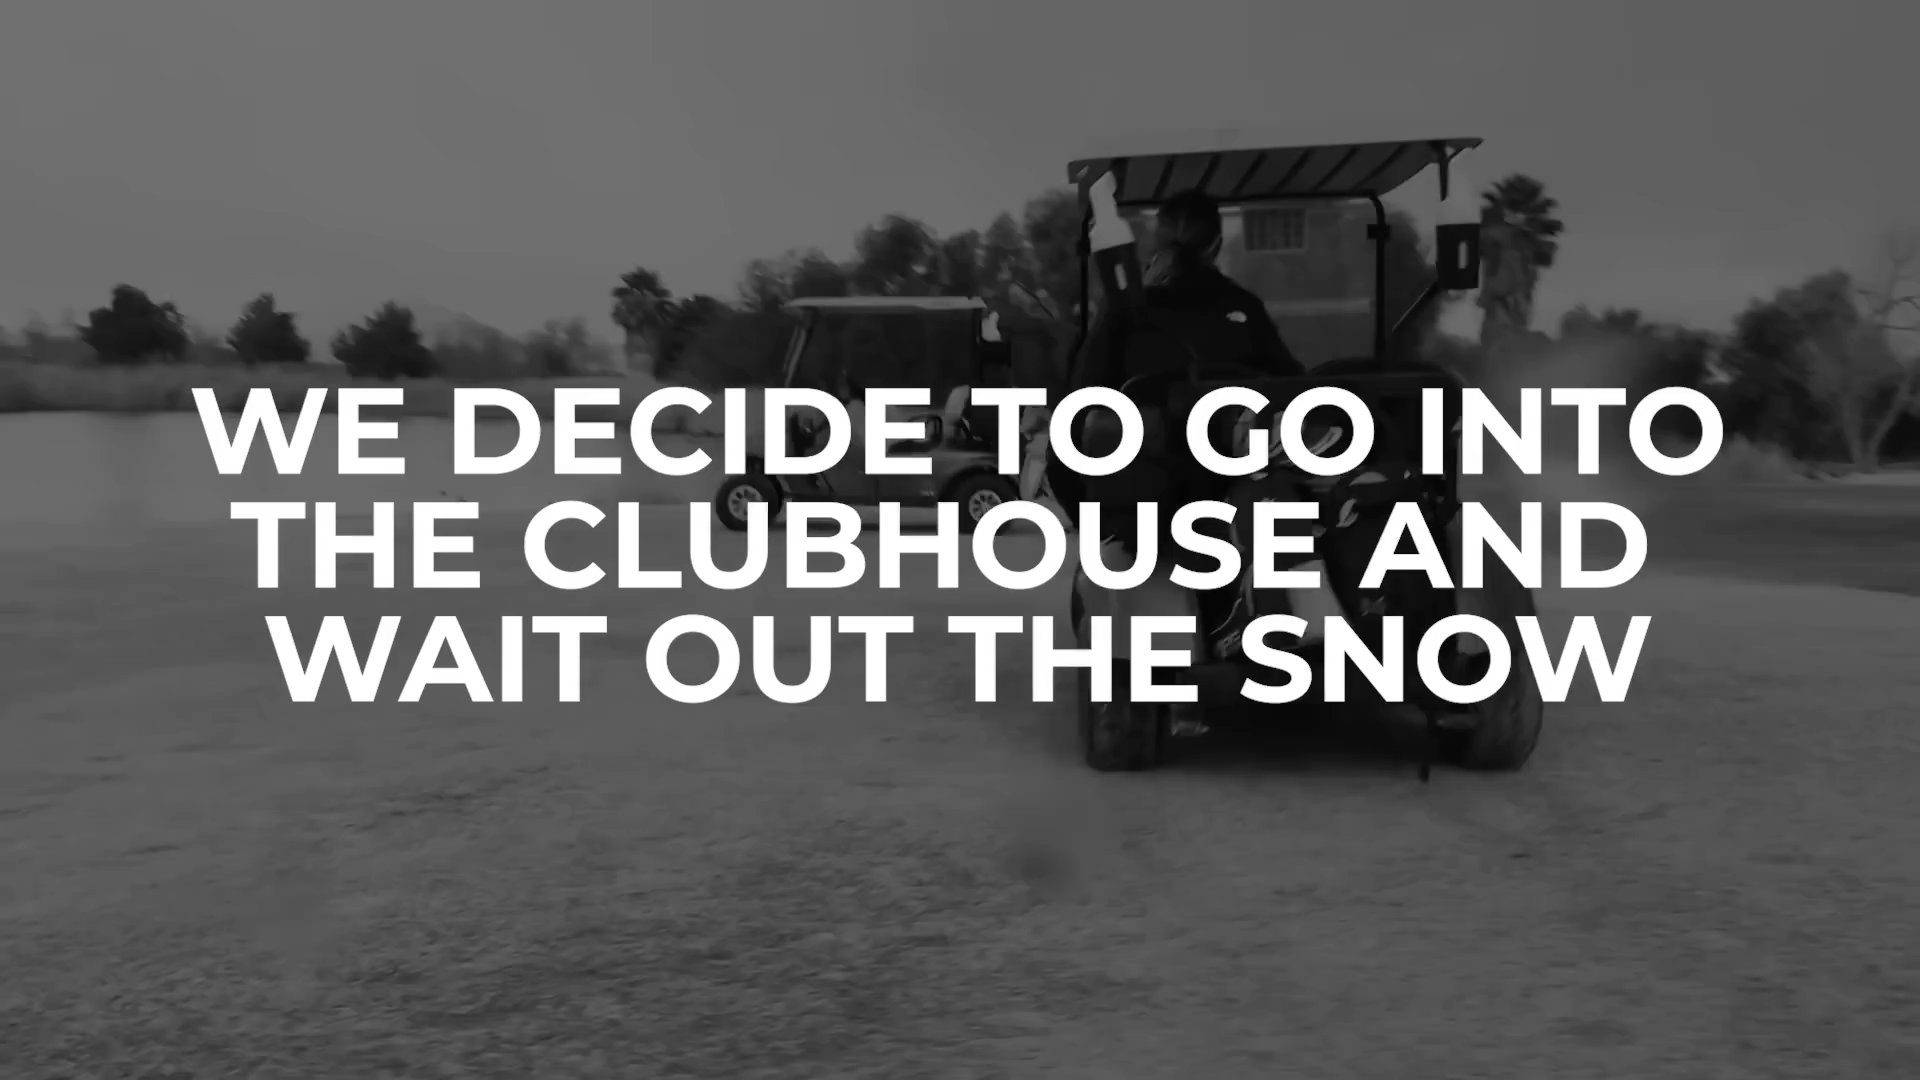 WE DECIDE TO GO INTO
THE CLUBHOUSE AND
WAIT OUT THE SNOW